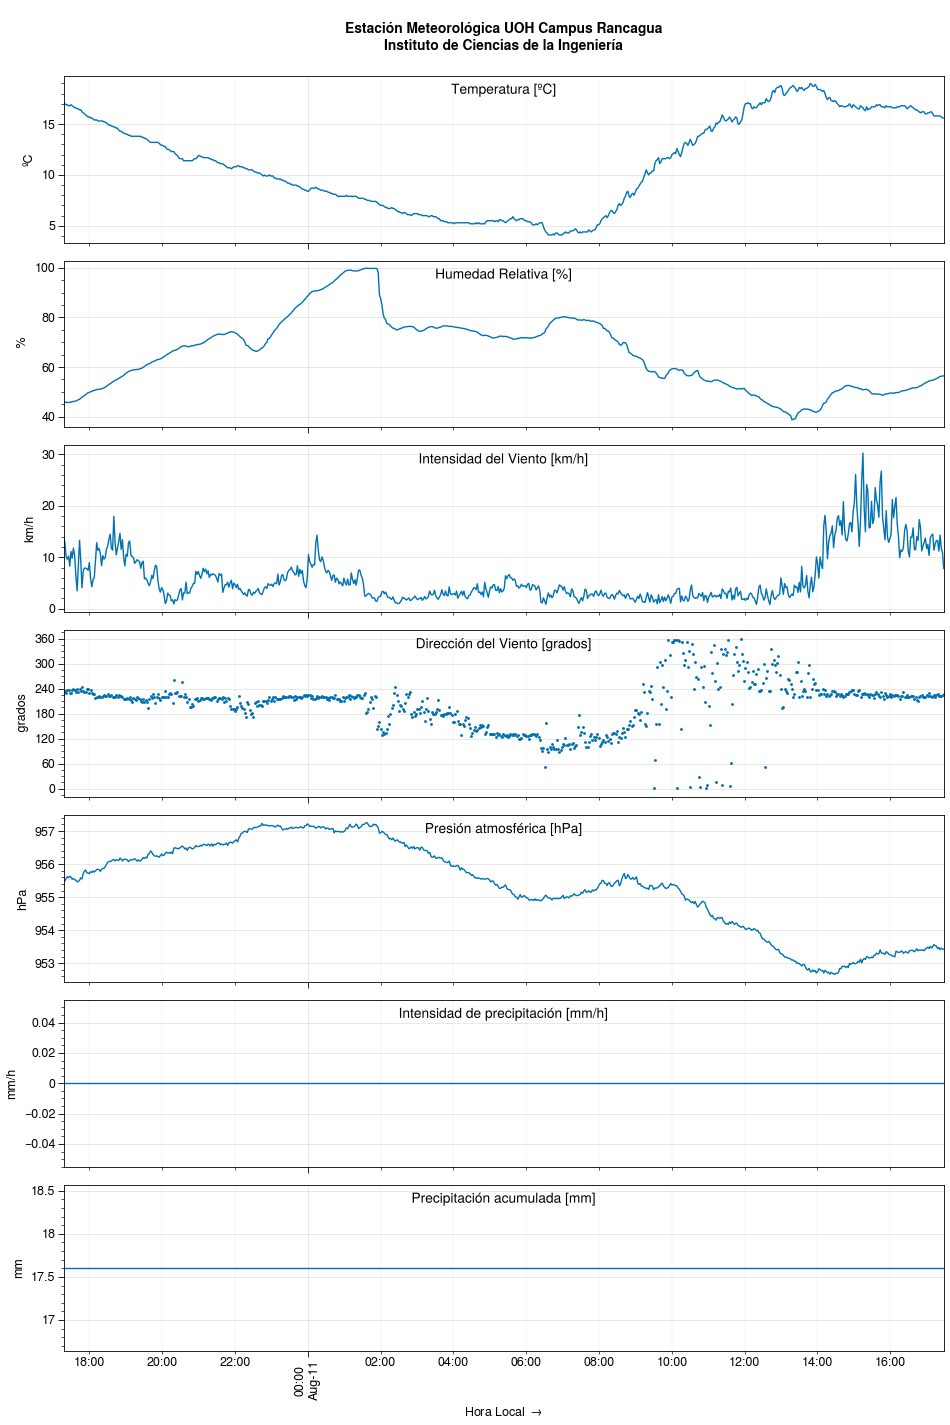 Estación Meteorológica UOH Campus Rancagua
Instituto de Ciencias de la Ingeniería
Temperatura [ºC]
ºC
15
10
5
Humedad Relativa [%]
%
100
80
60
40
Intensidad del Viento [km/h]
km/h
30
20
10
0
Dirección del Viento [grados]
grados
360
300
240
180
120
60
0
Presión atmosférica [hPa]
hPa
957
956
955
954
953
Intensidad de precipitación [mm/h]
mm/h
0.04
0.02
0
−0.02
−0.04
Precipitación acumulada [mm]
mm
18.5
18
17.5
17
18:00 20:00 22:00 00:00 02:00 04:00 06:00 08:00 10:00 12:00 14:00 16:00
Aug-11
Hora Local →